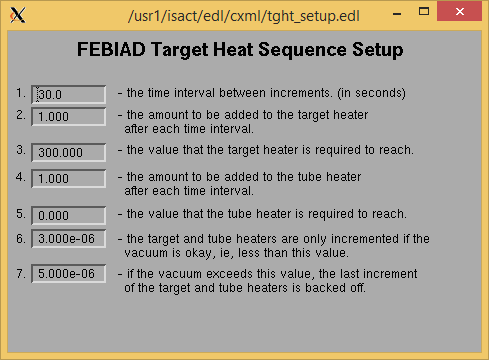 /usr1/isact/edl/cxml/tght_setup.edl
FEBIAD Target Heat Sequence Setup
1. 30.0 - the time interval between increments. (in seconds)
2. 1.000 - the amount to be added to the target heater
after each time interval.
3. 300.000 - the value that the target heater is required to reach.
4. 1.000 - the amount to be added to the tube heater
after each time interval.
5. 0.000 - the value that the tube heater is required to reach.
6. 3.000e-06 - the target and tube heaters are only incremented if the
vacuum is okay, ie, less than this value.
7. 5.000e-06 - if the vacuum exceeds this value, the last increment
of the target and tube heaters is backed off.